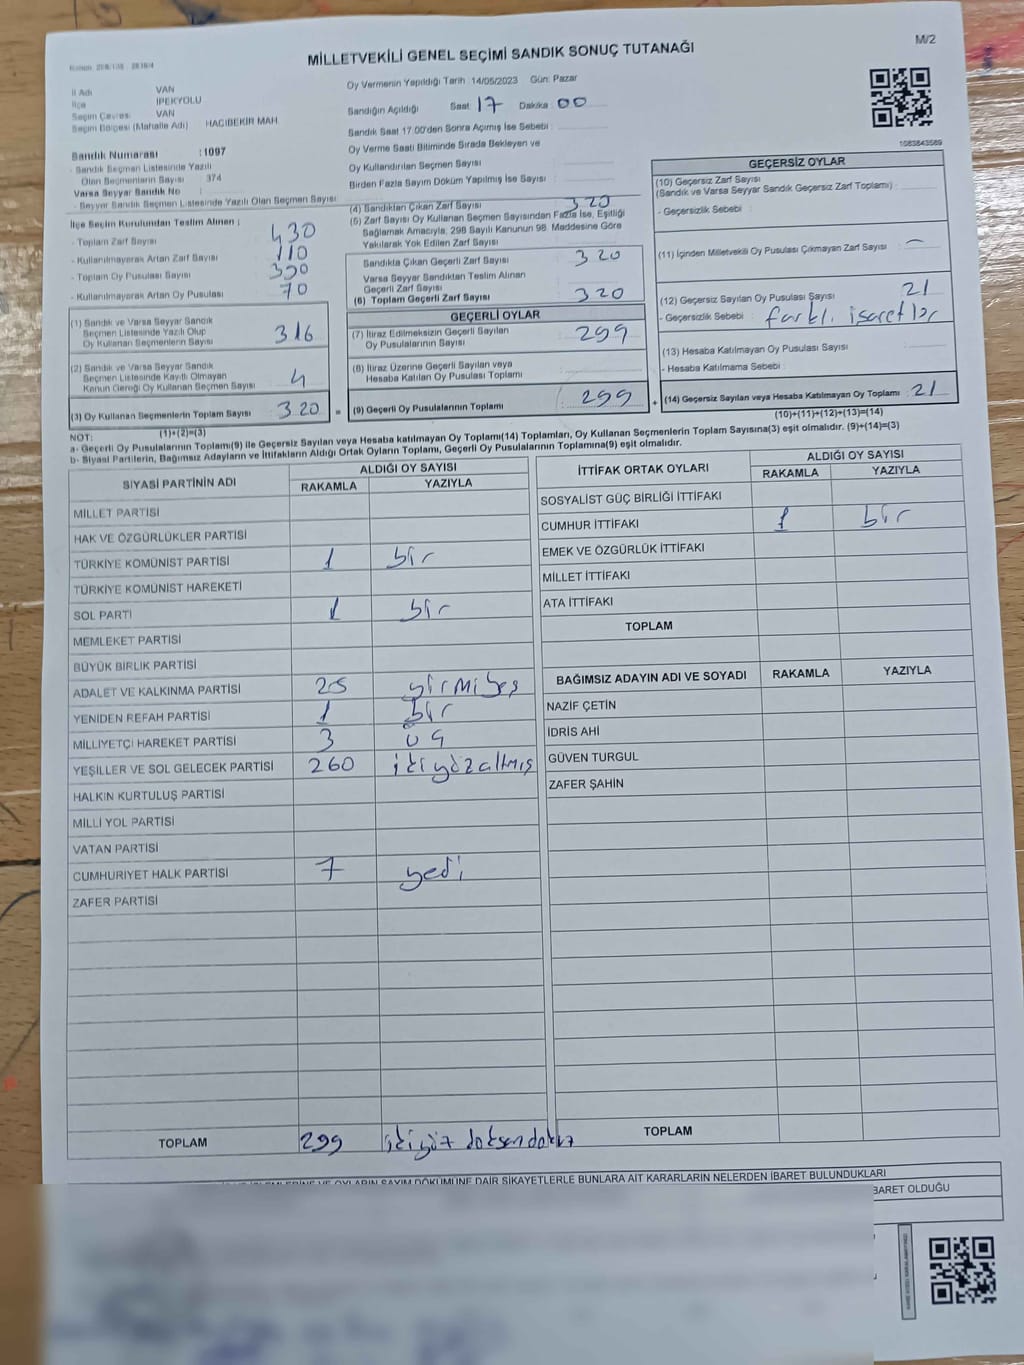 M/2
MİLLETVEKİLİ GENEL SEÇİMİ SANDIK SONUÇ TUTANAĞI
İl Adı VAN
İlçe İPEKYOLU
Seçim Çevresi VAN
Seçim Bölgesi (Mahalle Adı) HACIBEKİR MAH.
Sandık Numarası :1097
- Sandık Seçmen Listesinde Yazılı
Olan Seçmenlerin Sayısı 374
Varsa Seyyar Sandık No :
- Seyyar Sandık Seçmen Listesinde Yazılı Olan Seçmen Sayısı
Oy Vermenin Yapıldığı Tarih 14/05/2023 Gün: Pazar
Sandığın Açıldığı Saat 17 Dakika 00
Sandık Saat 17.00'den Sonra Açımış İse Sebebi :
Oy Verme Saati Bitiminde Sırada Bekleyen ve
Oy Kullandırılan Seçmen Sayısı
Birden Fazla Sayım Döküm Yapılmış İse Sayısı :
1083843589
İlçe Seçim Kurulundan Teslim Alınan ;
- Toplam Zarf Sayısı 430
- Kullanılmayarak Artan Zarf Sayısı 110
- Toplam Oy Pusulası Sayısı
- Kullanılmayarak Artan Oy Pusulası 70
(1) Sandık ve Varsa Seyyar Sandık
Seçmen Listesinde Yazılı Olup
Oy Kullanan Seçmenlerin Sayısı 316
(2) Sandık ve Varsa Seyyar Sandık
Seçmen Listesinde Kayıtlı Olmayan
Kanun Gereği Oy Kullanan Seçmen Sayısı 4
(3) Oy Kullanan Seçmenlerin Toplam Sayısı : 320 =
(1)+(2)=(3)
(4) Sandıktan Çıkan Zarf Sayısı 320
(5) Zarf Sayısı Oy Kullanan Seçmen Sayısından Fazla İse, Eşitliği
Sağlamak Amacıyla, 298 Sayılı Kanunun 98. Maddesine Göre
Yakılarak Yok Edilen Zarf Sayısı
Sandıkta Çıkan Geçerli Zarf Sayısı 320
Varsa Seyyar Sandıktan Teslim Alınan
Geçerli Zarf Sayısı
(6) Toplam Geçerli Zarf Sayısı 320
GEÇERLİ OYLAR
(7) İtiraz Edilmeksizin Geçerli Sayılan
Oy Pusulalarının Sayısı 299
(8) İtiraz Üzerine Geçerli Sayılan veya
Hesaba Katılan Oy Pusulası Toplamı
(9) Geçerli Oy Pusulalarının Toplamı 299 +
GEÇERSİZ OYLAR
(10) Geçersiz Zarf Sayısı
(Sandık ve Varsa Seyyar Sandık Geçersiz Zarf Toplamı) :
- Geçersizlik Sebebi :
(11) İçinden Milletvekili Oy Pusulası Çıkmayan Zarf Sayısı : –
(12) Geçersiz Sayılan Oy Pusulası Sayısı 21
- Geçersizlik Sebebi : farklı işaretler
(13) Hesaba Katılmayan Oy Pusulası Sayısı
- Hesaba Katılmama Sebebi
(14) Geçersiz Sayılan veya Hesaba Katılmayan Oy Toplamı : 21
(10)+(11)+(12)+(13)=(14)
NOT:
a- Geçerli Oy Pusulalarının Toplamı(9) ile Geçersiz Sayılan veya Hesaba katılmayan Oy Toplamı(14) Toplamları, Oy Kullanan Seçmenlerin Toplam Sayısına(3) eşit olmalıdır. (9)+(14)=(3)
b- Siyasi Partilerin, Bağımsız Adayların ve İttifakların Aldığı Ortak Oyların Toplamı, Geçerli Oy Pusulalarının Toplamına(9) eşit olmalıdır.
SİYASİ PARTİNİN ADI ALDIĞI OY SAYISI
RAKAMLA YAZIYLA
MİLLET PARTİSİ
HAK VE ÖZGÜRLÜKLER PARTİSİ
TÜRKİYE KOMÜNİST PARTİSİ 1 bir
TÜRKİYE KOMÜNİST HAREKETİ
SOL PARTİ 1 bir
MEMLEKET PARTİSİ
BÜYÜK BİRLİK PARTİSİ
ADALET VE KALKINMA PARTİSİ 25 yirmibeş
YENİDEN REFAH PARTİSİ 1 bir
MİLLİYETÇİ HAREKET PARTİSİ 3 üç
YEŞİLLER VE SOL GELECEK PARTİSİ 260 ikiyüzaltmış
HALKIN KURTULUŞ PARTİSİ
MİLLİ YOL PARTİSİ
VATAN PARTİSİ
CUMHURİYET HALK PARTİSİ 7 yedi
ZAFER PARTİSİ
TOPLAM 299 ikiyüz doksandokuz
İTTİFAK ORTAK OYLARI ALDIĞI OY SAYISI
RAKAMLA YAZIYLA
SOSYALİST GÜÇ BİRLİĞİ İTTİFAKI
CUMHUR İTTİFAKI 1 bir
EMEK VE ÖZGÜRLÜK İTTİFAKI
MİLLET İTTİFAKI
ATA İTTİFAKI
TOPLAM
BAĞIMSIZ ADAYIN ADI VE SOYADI RAKAMLA YAZIYLA
NAZİF ÇETİN
İDRİS AHİ
GÜVEN TURGUL
ZAFER ŞAHİN
TOPLAM
OYLARIN SAYIM DÖKÜMÜNE DAİR ŞİKAYETLERLE BUNLARA AİT KARARLARIN NELERDEN İBARET BULUNDUKLARI
İBARET OLDUĞU